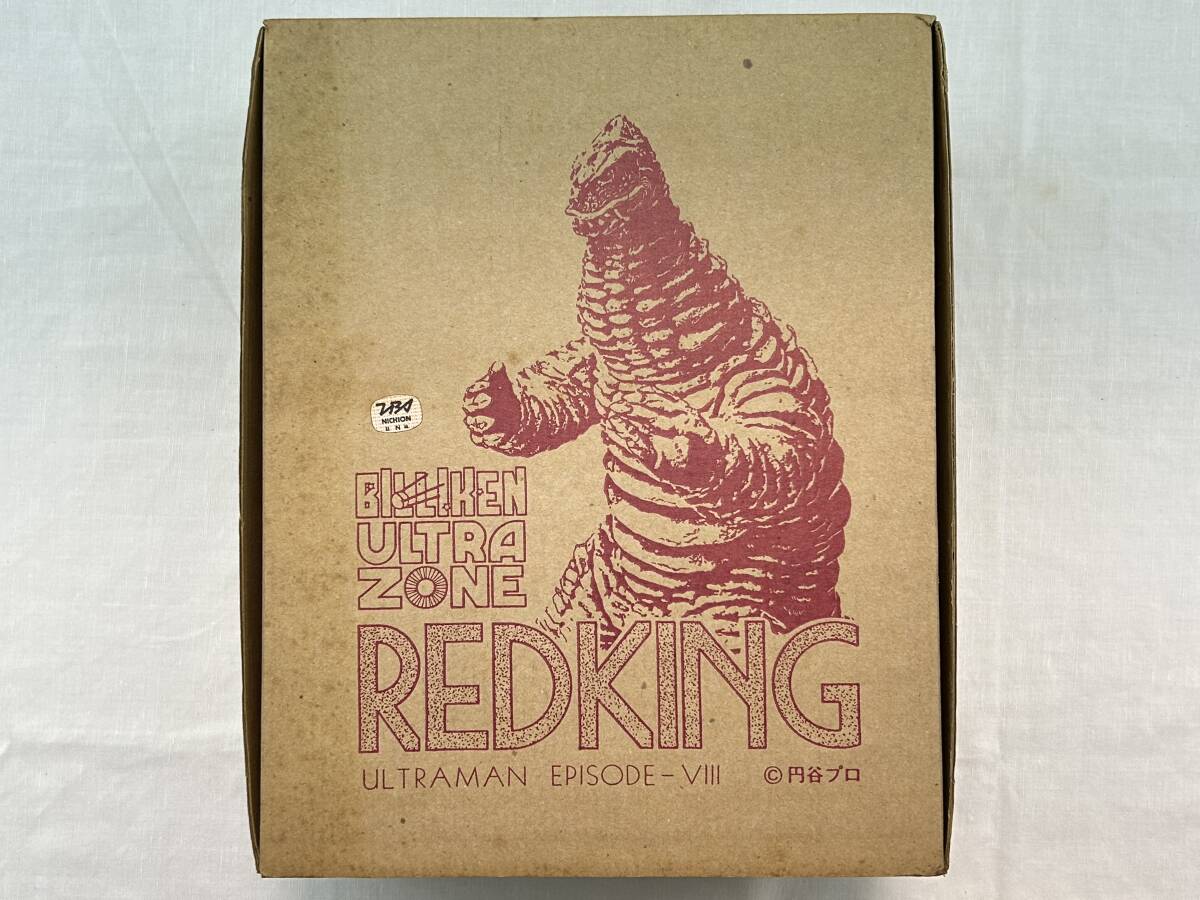 NICHION
BILLIKEN
ULTRA
ZONE
REDKING
ULTRAMAN EPISODE-VIII ©円谷プロ